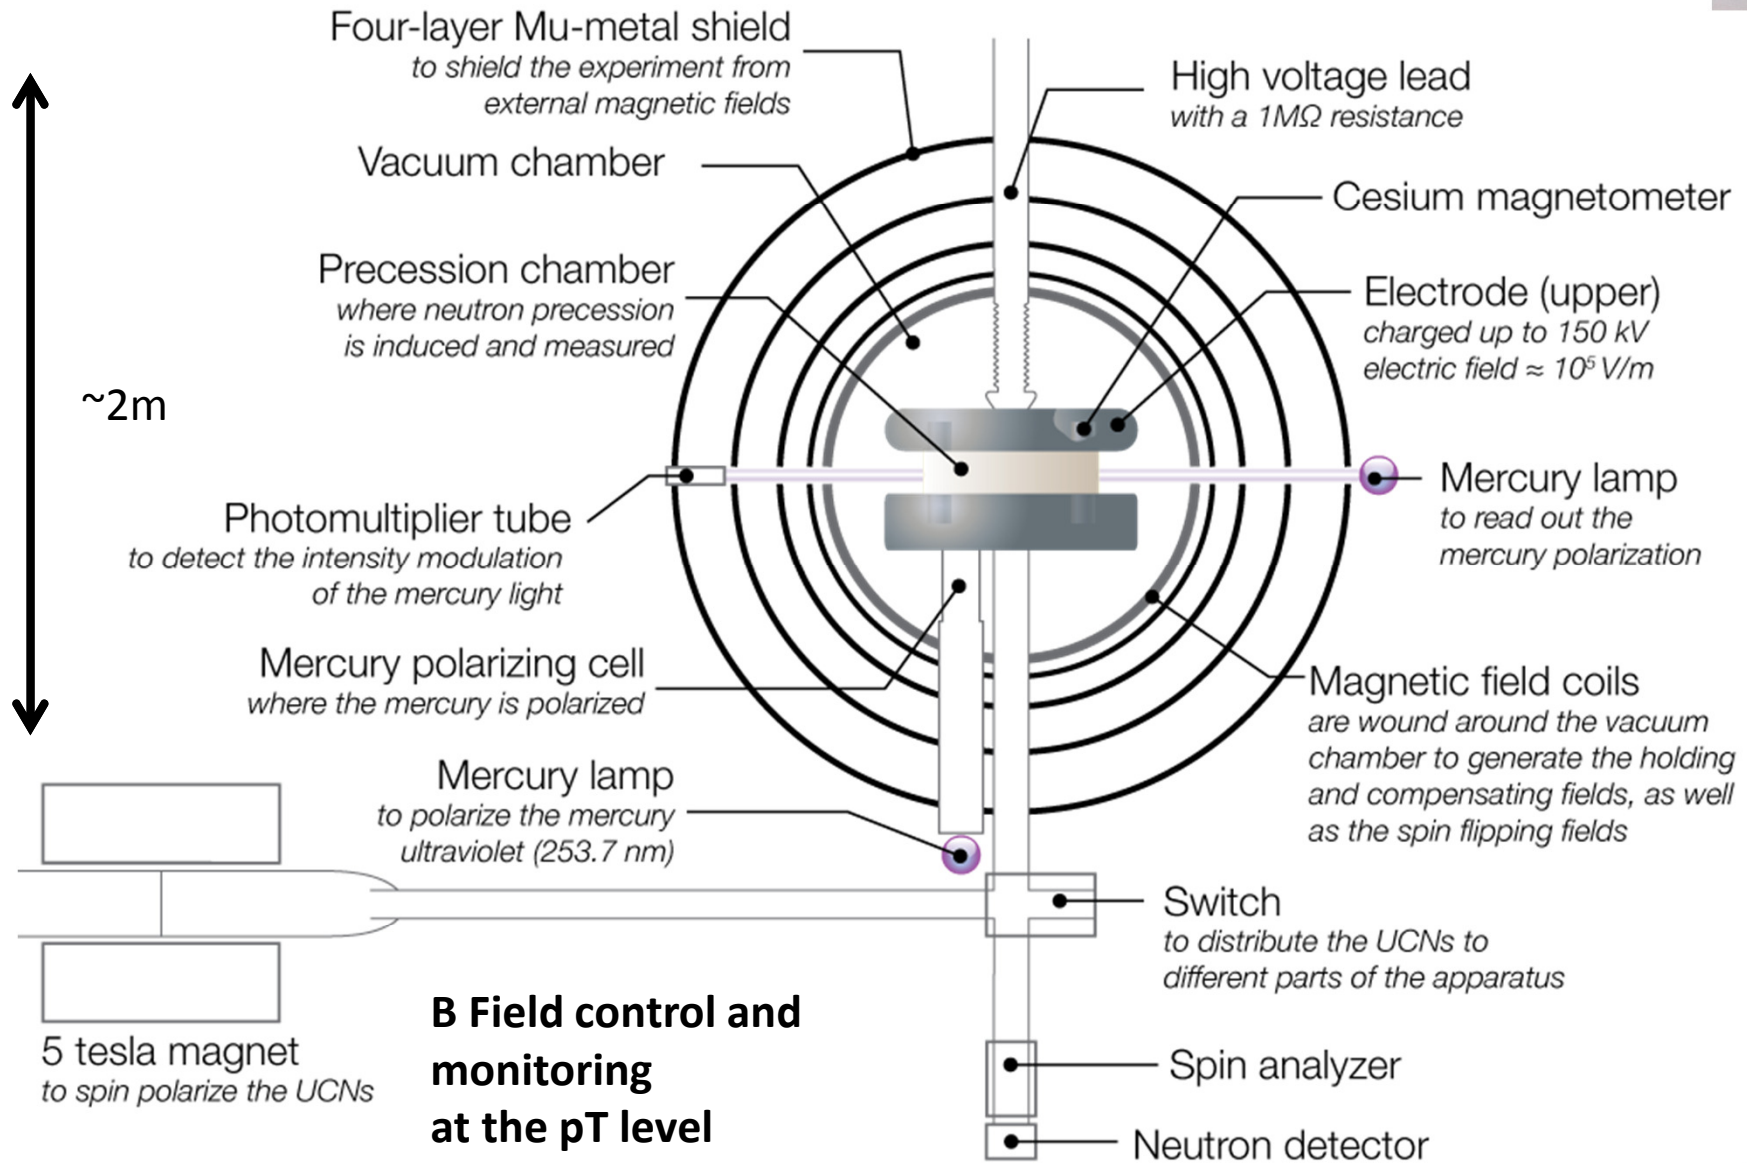 Four-layer Mu-metal shield
to shield the experiment from
external magnetic fields
Vacuum chamber
Precession chamber
where neutron precession
is induced and measured
~2m
Photomultiplier tube
to detect the intensity modulation
of the mercury light
Mercury polarizing cell
where the mercury is polarized
Mercury lamp
to polarize the mercury
ultraviolet (253.7 nm)
5 tesla magnet
to spin polarize the UCNs
B Field control and
monitoring
at the pT level
High voltage lead
with a 1MΩ resistance
Cesium magnetometer
Electrode (upper)
charged up to 150 kV
electric field ≈ 10⁵ V/m
Mercury lamp
to read out the
mercury polarization
Magnetic field coils
are wound around the vacuum
chamber to generate the holding
and compensating fields, as well
as the spin flipping fields
Switch
to distribute the UCNs to
different parts of the apparatus
Spin analyzer
Neutron detector